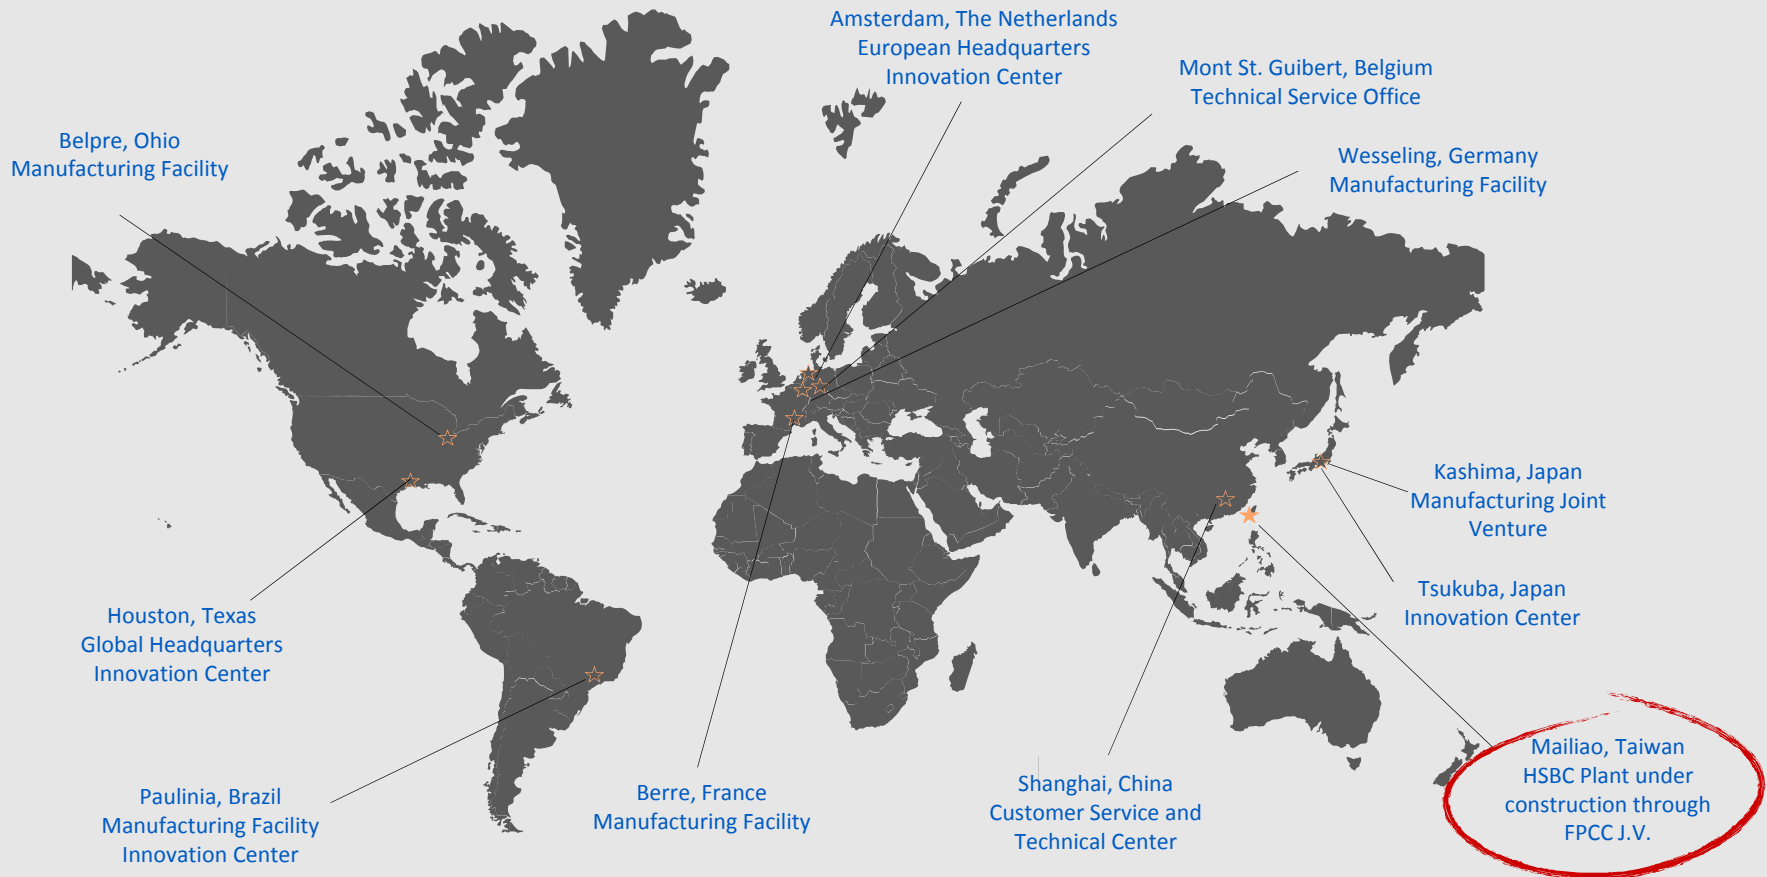 Amsterdam, The Netherlands
European Headquarters
Innovation Center
Mont St. Guibert, Belgium
Technical Service Office
Belpre, Ohio
Manufacturing Facility
Wesseling, Germany
Manufacturing Facility
Kashima, Japan
Manufacturing Joint
Venture
Tsukuba, Japan
Innovation Center
Houston, Texas
Global Headquarters
Innovation Center
Mailiao, Taiwan
HSBC Plant under
construction through
FPCC J.V.
Shanghai, China
Customer Service and
Technical Center
Berre, France
Manufacturing Facility
Paulinia, Brazil
Manufacturing Facility
Innovation Center